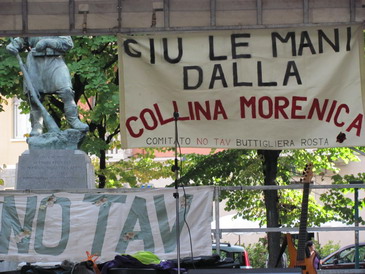 GIU LE MANI
DALLA
COLLINA MORENICA
COMITATO NO TAV BUTTIGLIERA ROSTA
NO TAV